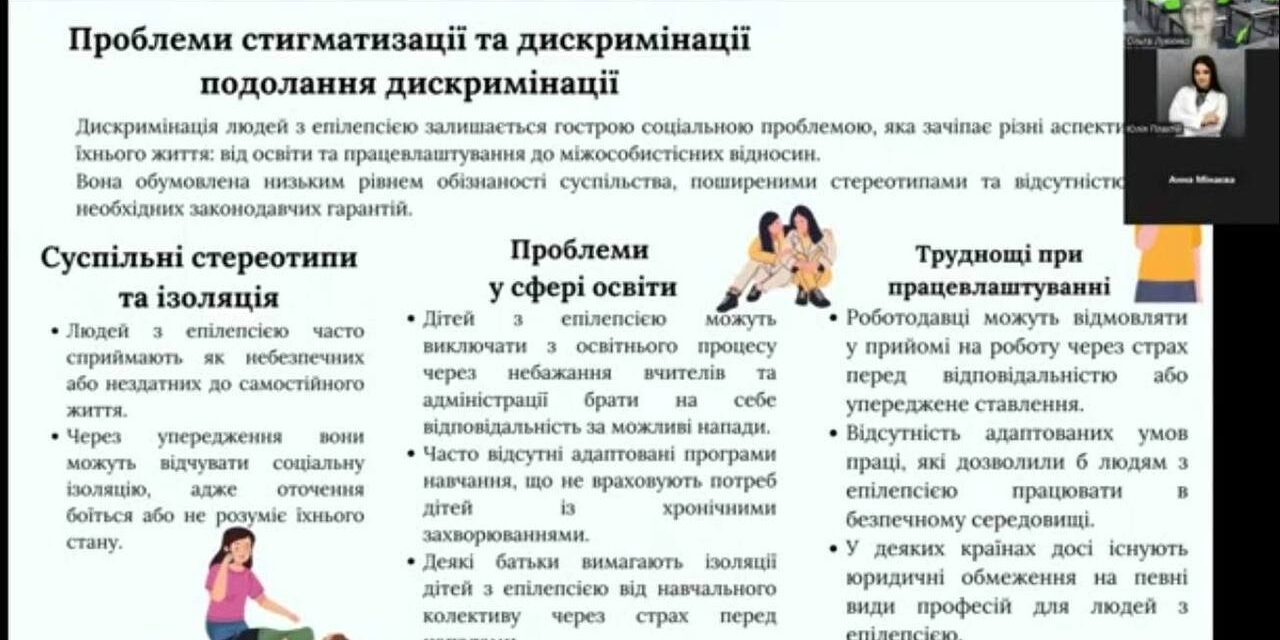 Проблеми стигматизації та дискримінації
подолання дискримінації
Дискримінація людей з епілепсією залишається гострою соціальною проблемою, яка зачіпає різні аспекти
їхнього життя: від освіти та працевлаштування до міжособистісних відносин.
Вона обумовлена низьким рівнем обізнаності суспільства, поширеними стереотипами та відсутністю
необхідних законодавчих гарантій.
Суспільні стереотипи
та ізоляція
• Людей з епілепсією часто
сприймають як небезпечних
або нездатних до самостійного
життя.
• Через упередження вони
можуть відчувати соціальну
ізоляцію, адже оточення
боїться або не розуміє їхнього
стану.
Проблеми
у сфері освіти
• Дітей з епілепсією можуть
виключати з освітнього процесу
через небажання вчителів та
адміністрації брати на себе
відповідальність за можливі напади.
• Часто відсутні адаптовані програми
навчання, що не враховують потреб
дітей із хронічними
захворюваннями.
• Деякі батьки вимагають ізоляції
дітей з епілепсією від навчального
колективу через страх перед
Труднощі при
працевлаштуванні
• Роботодавці можуть відмовляти
у прийомі на роботу через страх
перед відповідальністю або
упереджене ставлення.
• Відсутність адаптованих умов
праці, які дозволили б людям з
епілепсією працювати в
безпечному середовищі.
• У деяких країнах досі існують
юридичні обмеження на певні
види професій для людей з
епілепсією.
Ольга
Юлія
Анна Мінаєва